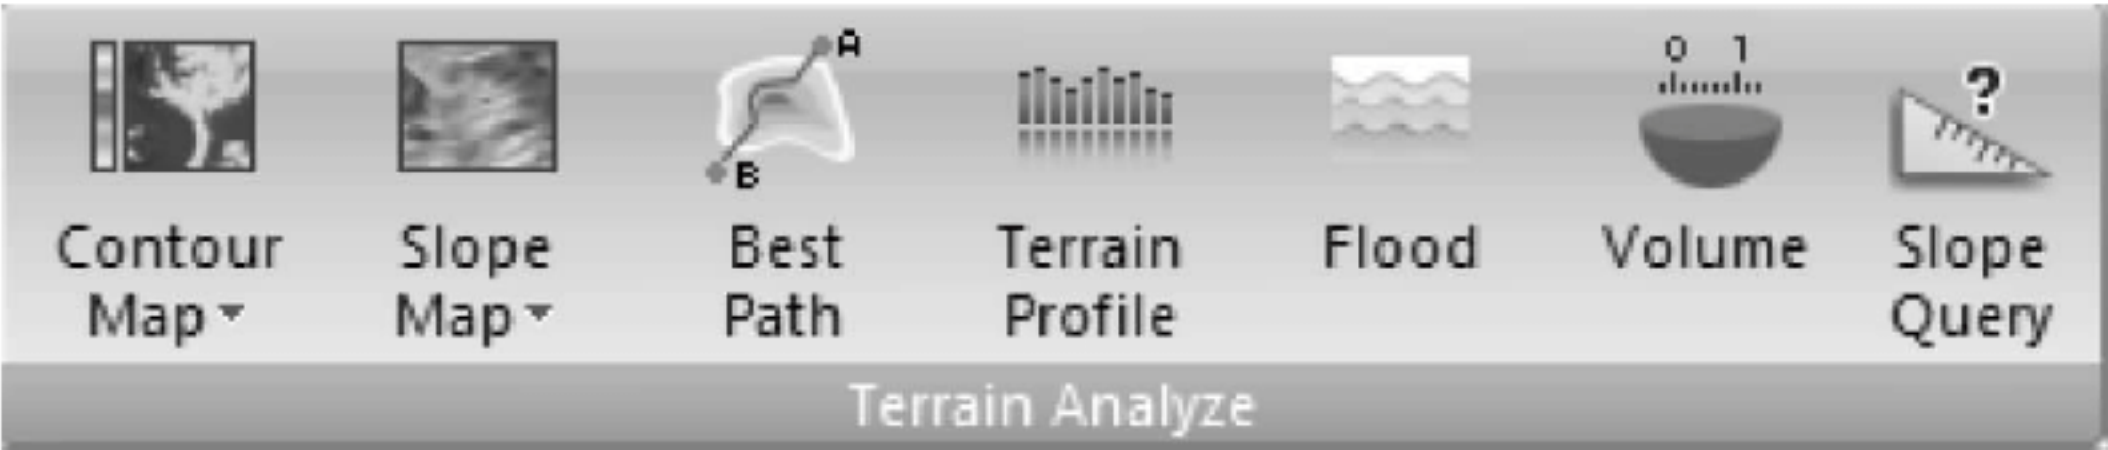 A
B
0 1
?
Contour
Map
Slope
Map
Best
Path
Terrain
Profile
Flood
Volume
Slope
Query
Terrain Analyze